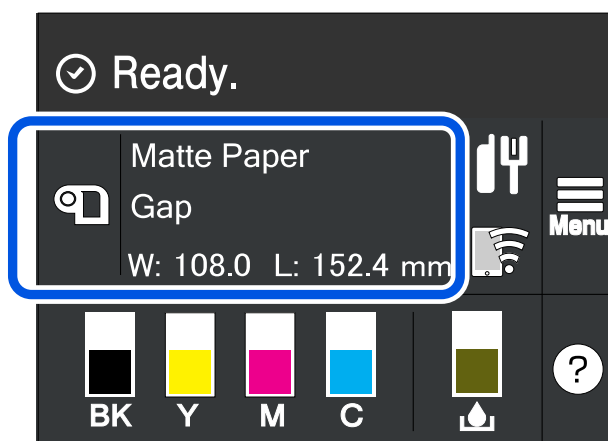 Ready.
Matte Paper
Gap
W: 108.0 L: 152.4 mm
Menu
BK Y M C
?